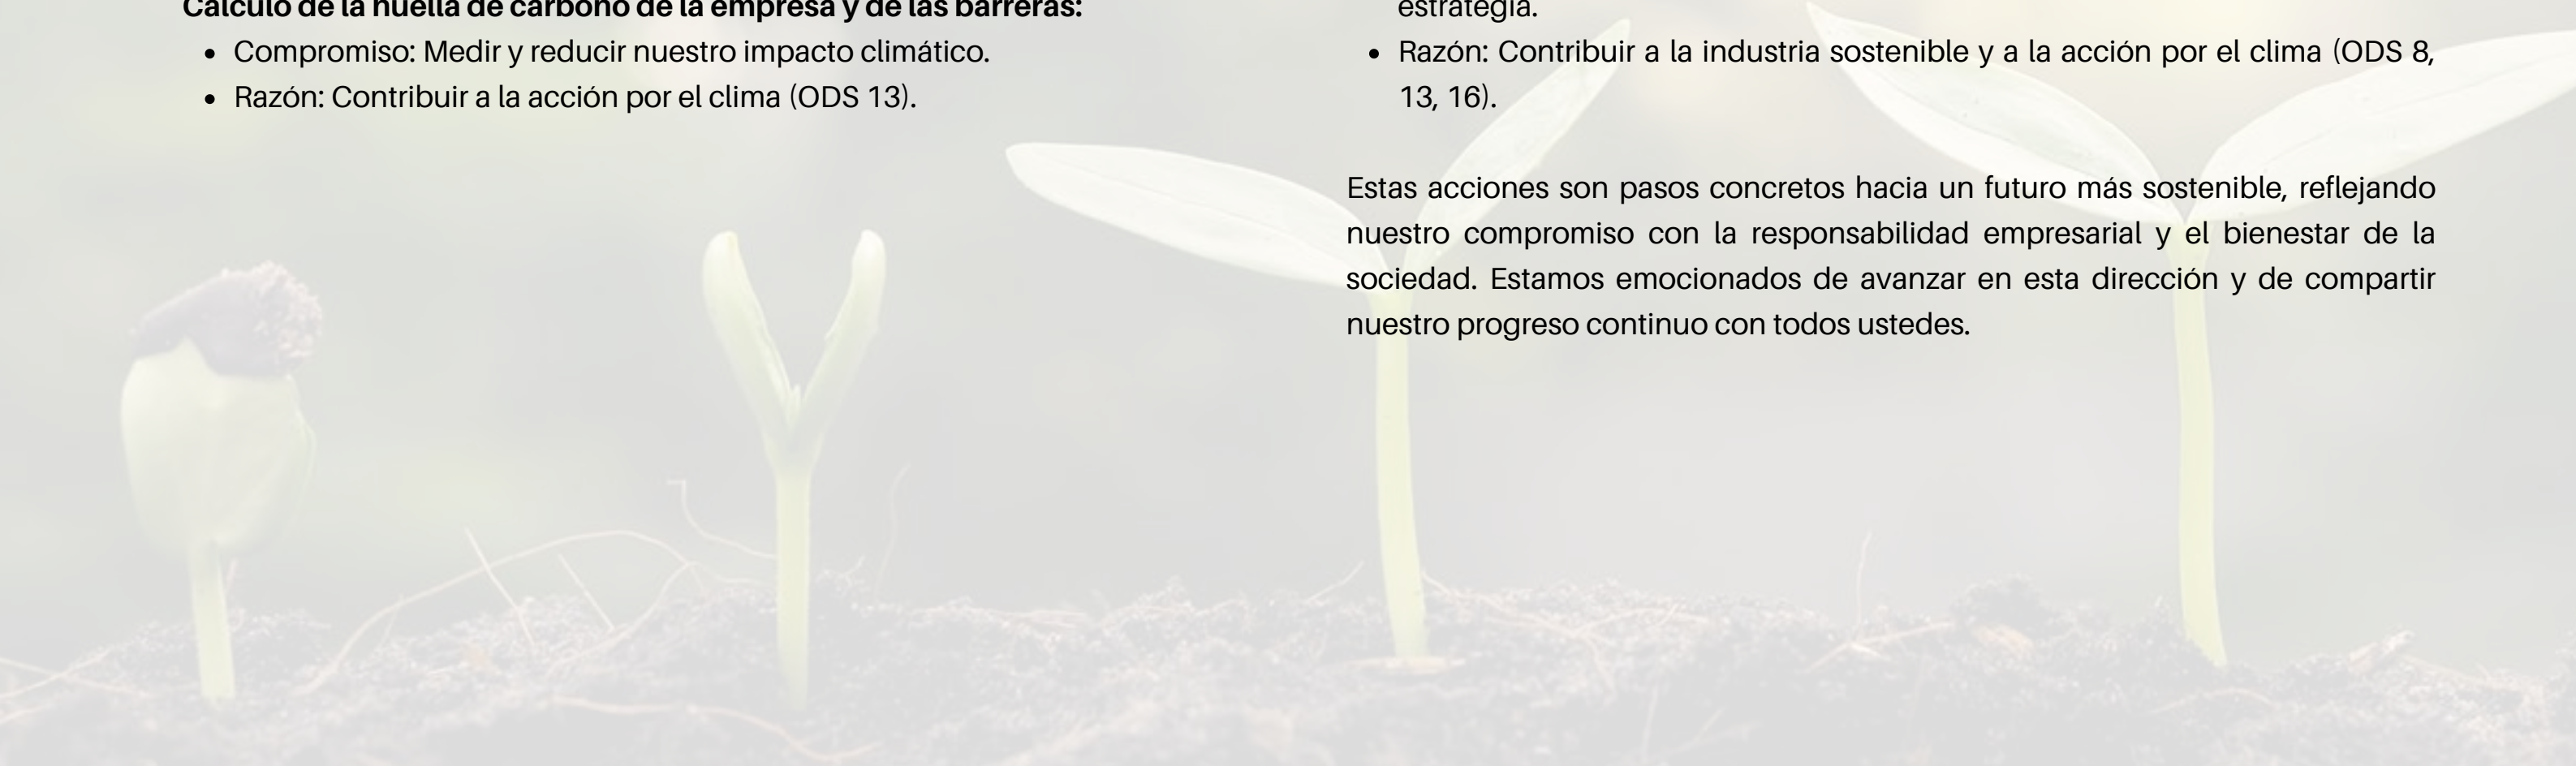 Cálculo de la huella de carbono de la empresa y de las barreras:
• Compromiso: Medir y reducir nuestro impacto climático.
• Razón: Contribuir a la acción por el clima (ODS 13).
estrategia.
• Razón: Contribuir a la industria sostenible y a la acción por el clima (ODS 8,
13, 16).
Estas acciones son pasos concretos hacia un futuro más sostenible, reflejando
nuestro compromiso con la responsabilidad empresarial y el bienestar de la
sociedad. Estamos emocionados de avanzar en esta dirección y de compartir
nuestro progreso continuo con todos ustedes.